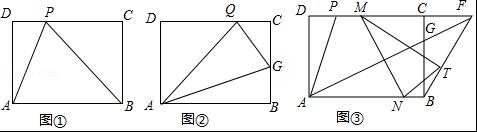 D P C
A B
图①
D Q C
G
A B
图②
D P M C F
G
T
A N B
图③